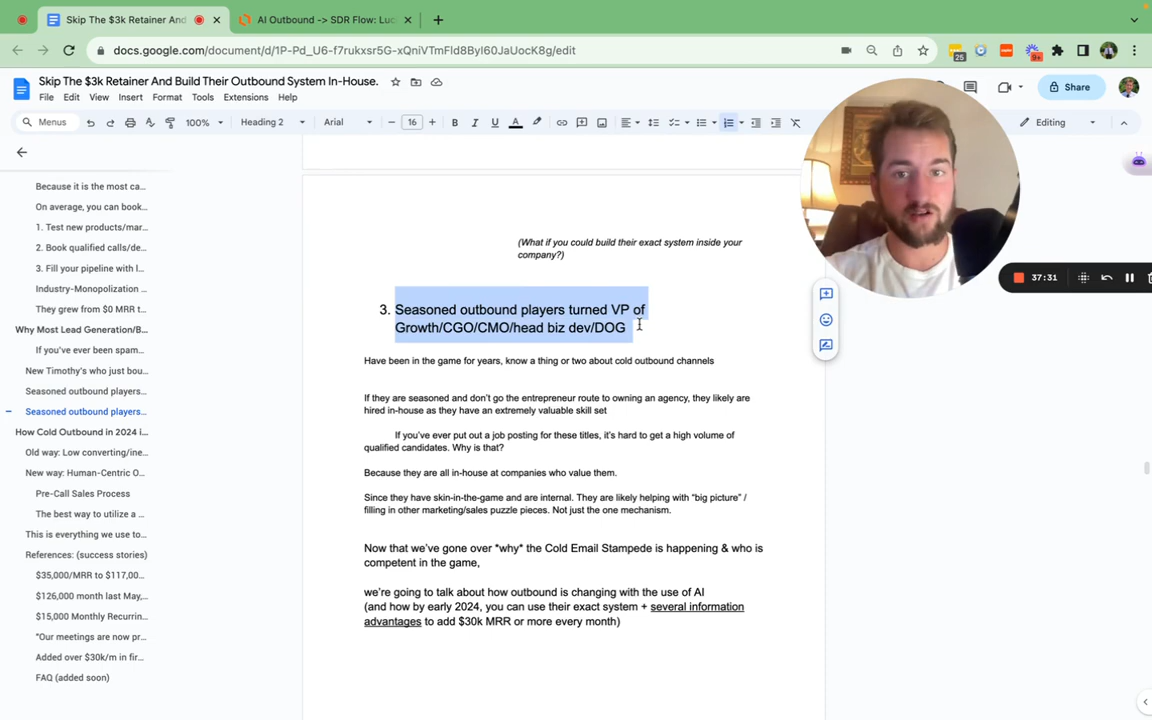 Skip The $3k Retainer And
AI Outbound -> SDR Flow: Luc
docs.google.com/document/d/1P-Pd_U6-f7rukxsr5G-xQniVTmFld8ByI60JaUocK8g/edit
25
9+
Skip The $3k Retainer And Build Their Outbound System In-House.
File Edit View Insert Format Tools Extensions Help
Share
Menus
100%
Heading 2
Arial
16
B I U A
Editing
Because it is the most ca...
On average, you can book...
1. Test new products/mar...
2. Book qualified calls/de...
3. Fill your pipeline with l...
Industry-Monopolization ...
They grew from $0 MRR t...
Why Most Lead Generation/B...
If you've ever been spam...
New Timothy's who just bou...
Seasoned outbound players...
Seasoned outbound players...
How Cold Outbound in 2024 i...
Old way: Low converting/ine...
New way: Human-Centric O...
Pre-Call Sales Process
The best way to utilize a ...
This is everything we use to...
References: (success stories)
$35,000/MRR to $117,00...
$126,000 month last May,...
$15,000 Monthly Recurrin...
"Our meetings are now pr...
Added over $30k/m in fir...
FAQ (added soon)
(What if you could build their exact system inside your
company?)
3. Seasoned outbound players turned VP of
Growth/CGO/CMO/head biz dev/DOG
Have been in the game for years, know a thing or two about cold outbound channels
If they are seasoned and don't go the entrepreneur route to owning an agency, they likely are
hired in-house as they have an extremely valuable skill set
If you've ever put out a job posting for these titles, it's hard to get a high volume of
qualified candidates. Why is that?
Because they are all in-house at companies who value them.
Since they have skin-in-the-game and are internal. They are likely helping with "big picture" /
filling in other marketing/sales puzzle pieces. Not just the one mechanism.
Now that we've gone over *why* the Cold Email Stampede is happening & who is
competent in the game,
we're going to talk about how outbound is changing with the use of AI
(and how by early 2024, you can use their exact system + several information
advantages to add $30k MRR or more every month)
37:31